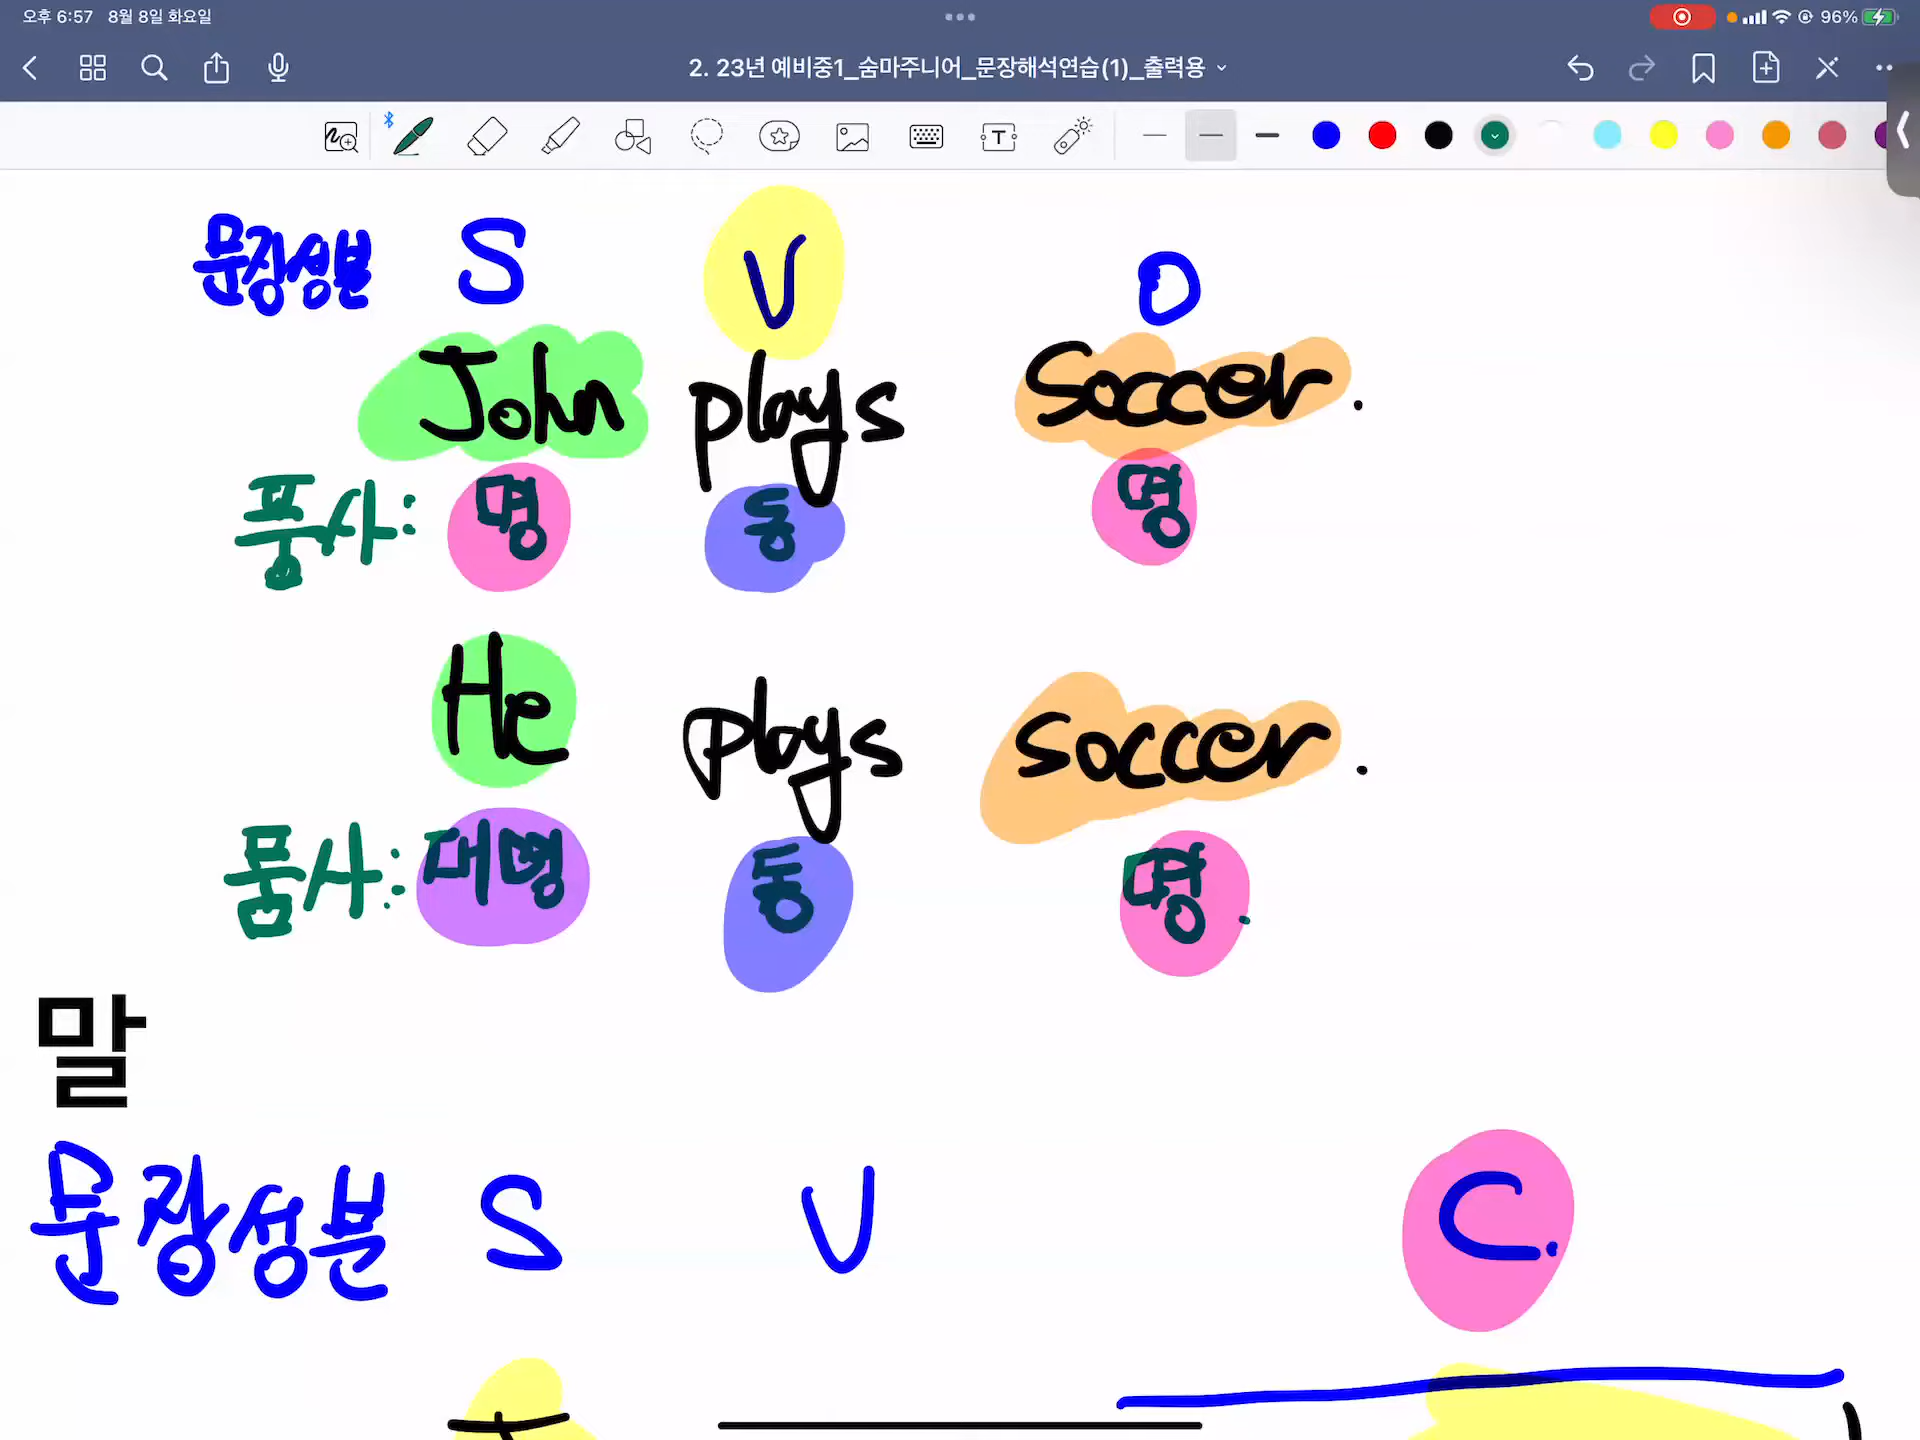 오후 6:57 8월 8일 화요일 96%
2. 23년 예비중1_숨마주니어_문장해석연습(1)_출력용
문장성분 S V O
John plays soccer.
품사: 명 동 명
He plays soccer.
품사: 대명 동 명.
말
문장성분 S V C.